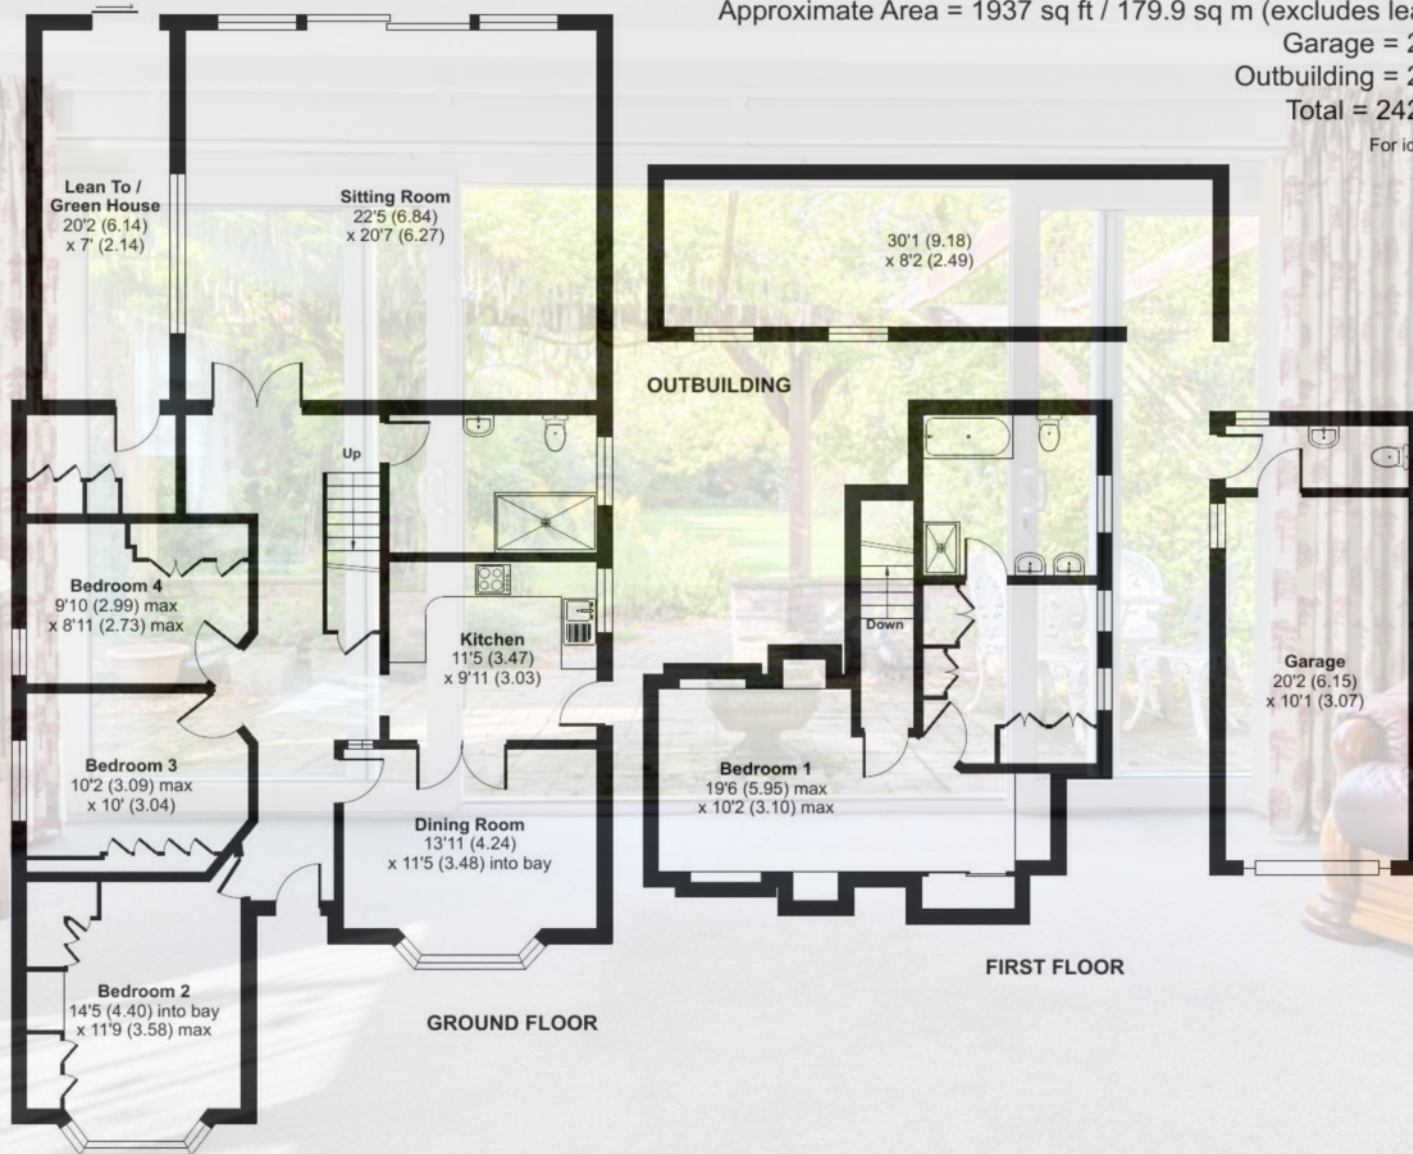 Approximate Area = 1937 sq ft / 179.9 sq m (excludes
Garage =
Outbuilding =
Total =
For
Lean To /
Green House
20'2 (6.14)
x 7' (2.14)
Sitting Room
22'5 (6.84)
x 20'7 (6.27)
30'1 (9.18)
x 8'2 (2.49)
OUTBUILDING
Up
Bedroom 4
9'10 (2.99) max
x 8'11 (2.73) max
Kitchen
11'5 (3.47)
x 9'11 (3.03)
Down
Garage
20'2 (6.15)
x 10'1 (3.07)
Bedroom 3
10'2 (3.09) max
x 10' (3.04)
Bedroom 1
19'6 (5.95) max
x 10'2 (3.10) max
Dining Room
13'11 (4.24)
x 11'5 (3.48) into bay
Bedroom 2
14'5 (4.40) into bay
x 11'9 (3.58) max
GROUND FLOOR
FIRST FLOOR